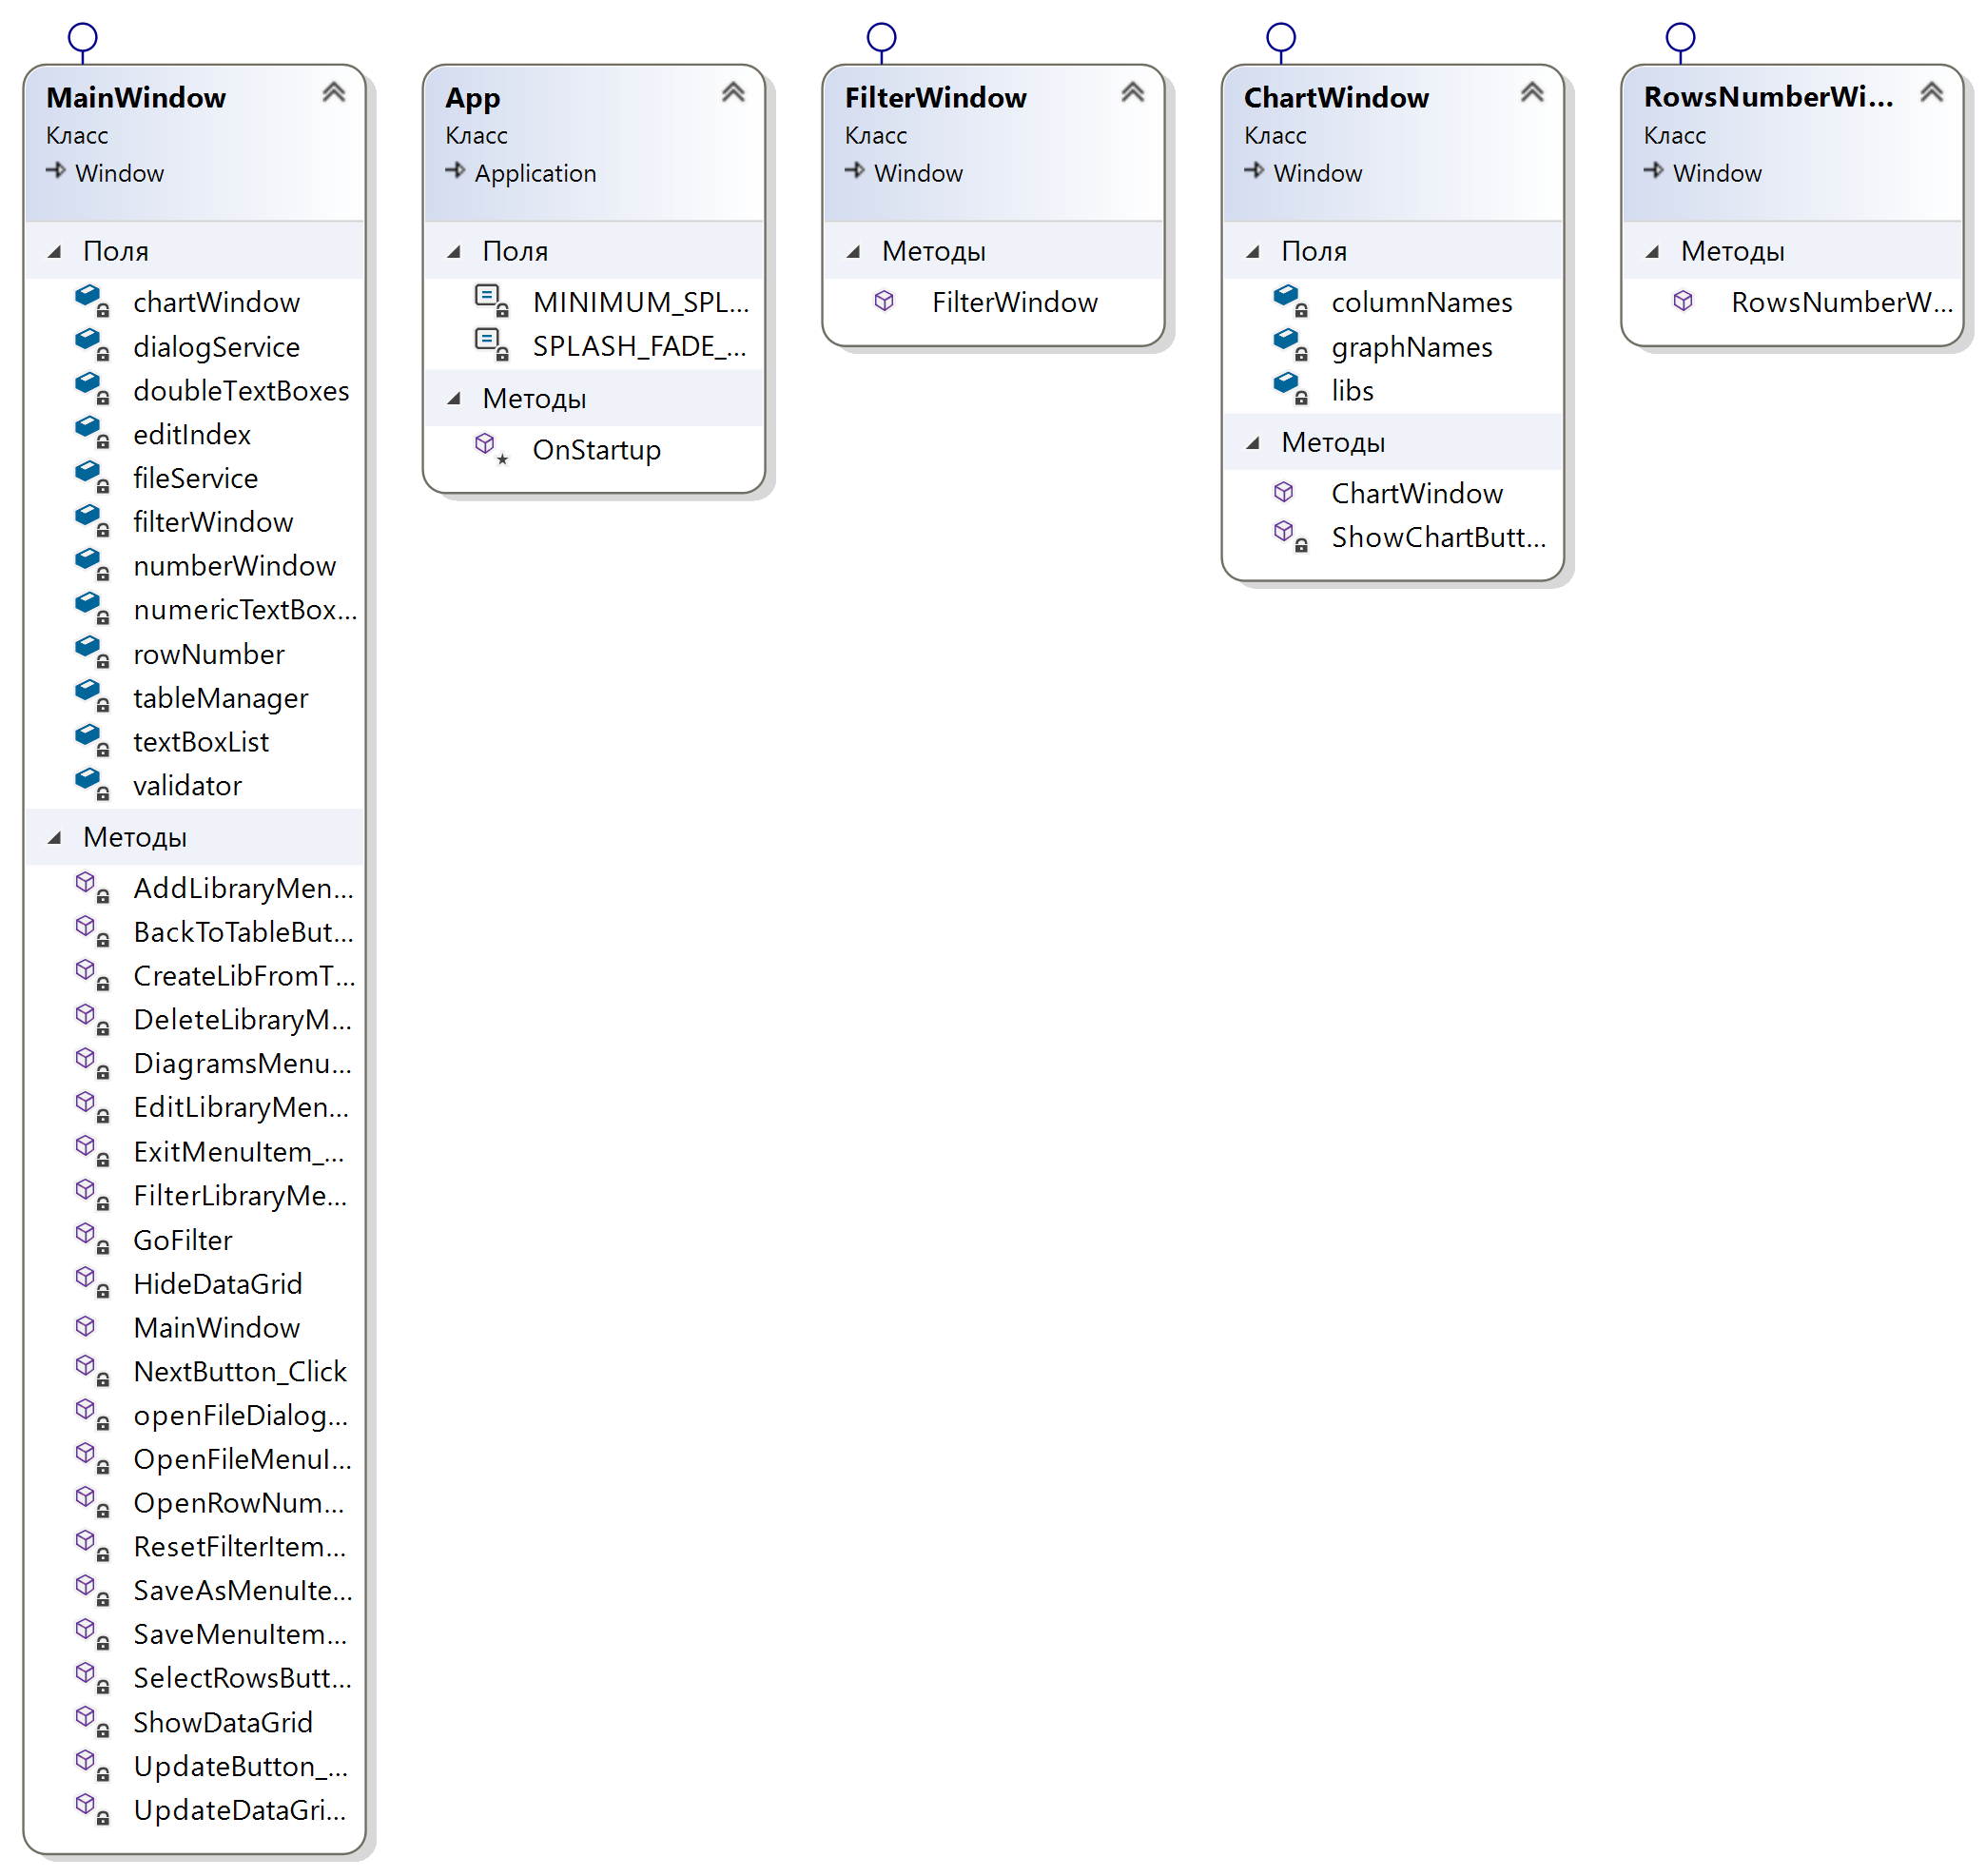 MainWindow
Класс
Window
Поля
chartWindow
dialogService
doubleTextBoxes
editIndex
fileService
filterWindow
numberWindow
numericTextBox...
rowNumber
tableManager
textBoxList
validator
Методы
AddLibraryMen...
BackToTableBut...
CreateLibFromT...
DeleteLibraryM...
DiagramsMenu...
EditLibraryMen...
ExitMenuItem_...
FilterLibraryMe...
GoFilter
HideDataGrid
MainWindow
NextButton_Click
openFileDialog...
OpenFileMenuI...
OpenRowNum...
ResetFilterItem...
SaveAsMenuIte...
SaveMenuItem...
SelectRowsButt...
ShowDataGrid
UpdateButton_...
UpdateDataGri...
App
Класс
Application
Поля
MINIMUM_SPL...
SPLASH_FADE_...
Методы
OnStartup
FilterWindow
Класс
Window
Методы
FilterWindow
ChartWindow
Класс
Window
Поля
columnNames
graphNames
libs
Методы
ChartWindow
ShowChartButt...
RowsNumberWi...
Класс
Window
Методы
RowsNumberW...